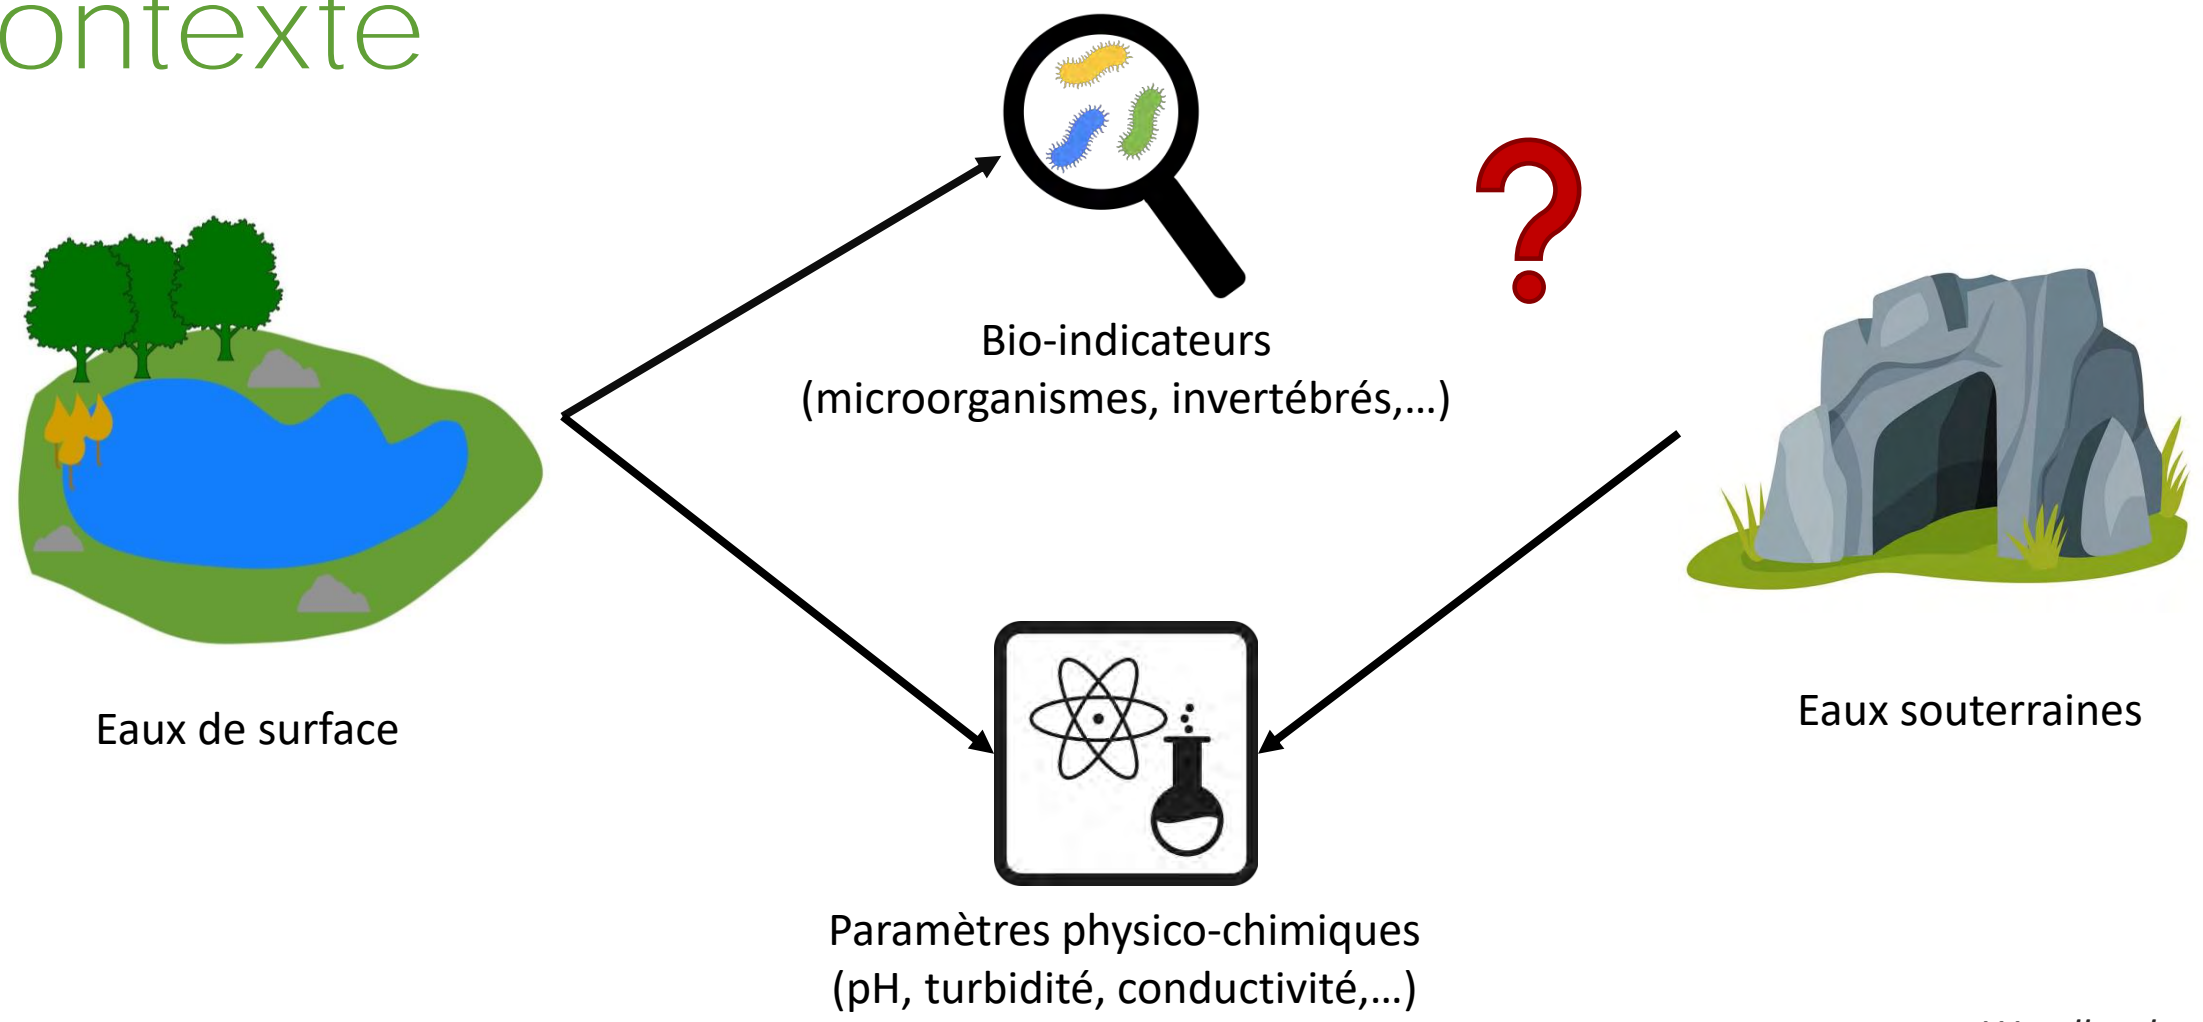 ontexte
?
Bio-indicateurs
(microorganismes, invertébrés,…)
Eaux de surface
Eaux souterraines
Paramètres physico-chimiques
(pH, turbidité, conductivité,…)